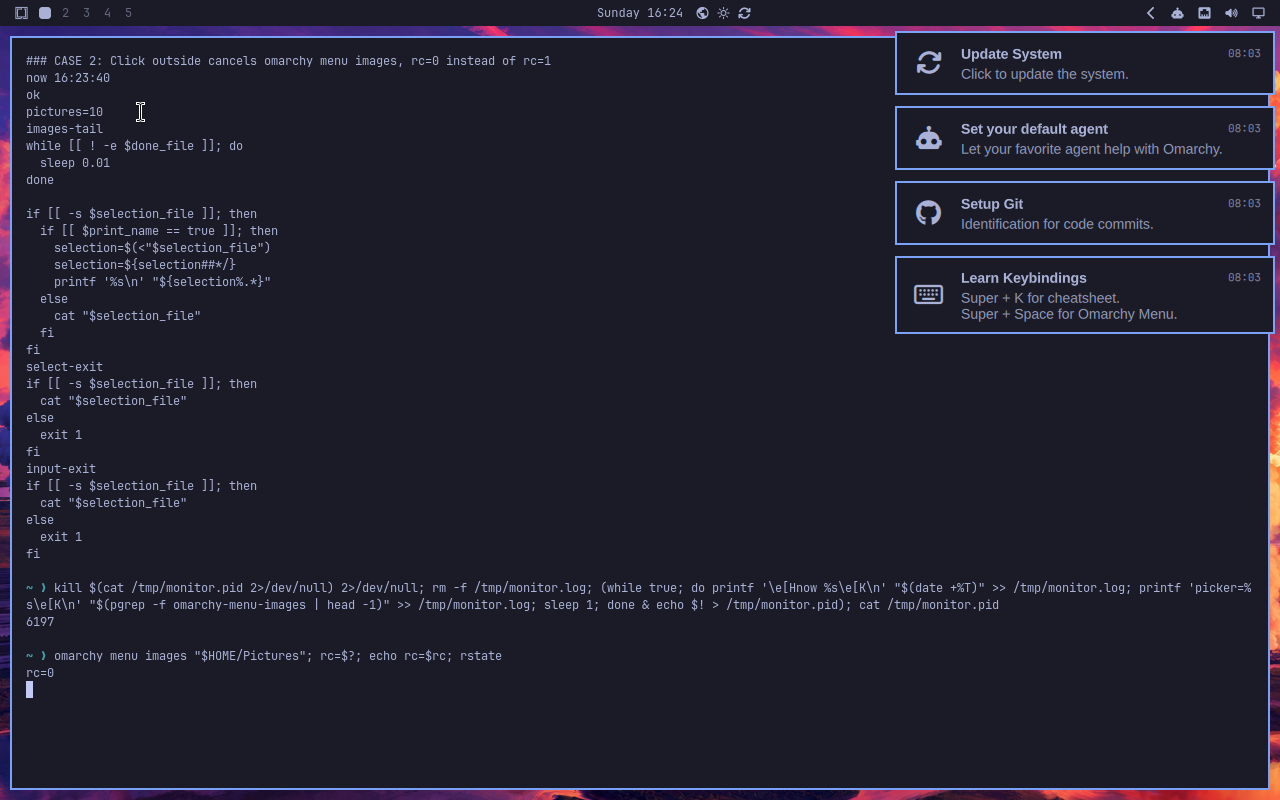 2 3 4 5
Sunday 16:24
### CASE 2: Click outside cancels omarchy menu images, rc=0 instead of rc=1
now 16:23:40
ok
pictures=10
images-tail
while [[ ! -e $done_file ]]; do
  sleep 0.01
done
if [[ -s $selection_file ]]; then
  if [[ $print_name == true ]]; then
    selection=$(<"$selection_file")
    selection=${selection##*/}
    printf '%s\n' "${selection%.*}"
  else
    cat "$selection_file"
  fi
fi
select-exit
if [[ -s $selection_file ]]; then
  cat "$selection_file"
else
  exit 1
fi
input-exit
if [[ -s $selection_file ]]; then
  cat "$selection_file"
else
  exit 1
fi
~ ❯ kill $(cat /tmp/monitor.pid 2>/dev/null) 2>/dev/null; rm -f /tmp/monitor.log; (while true; do printf '\e[Hnow %s\e[K\n' "$(date +%T)" >> /tmp/monitor.log; printf 'picker=%
s\e[K\n' "$(pgrep -f omarchy-menu-images | head -1)" >> /tmp/monitor.log; sleep 1; done & echo $! > /tmp/monitor.pid); cat /tmp/monitor.pid
6197
~ ❯ omarchy menu images "$HOME/Pictures"; rc=$?; echo rc=$rc; rstate
rc=0
Update System 08:03
Click to update the system.
Set your default agent 08:03
Let your favorite agent help with Omarchy.
Setup Git 08:03
Identification for code commits.
Learn Keybindings 08:03
Super + K for cheatsheet.
Super + Space for Omarchy Menu.